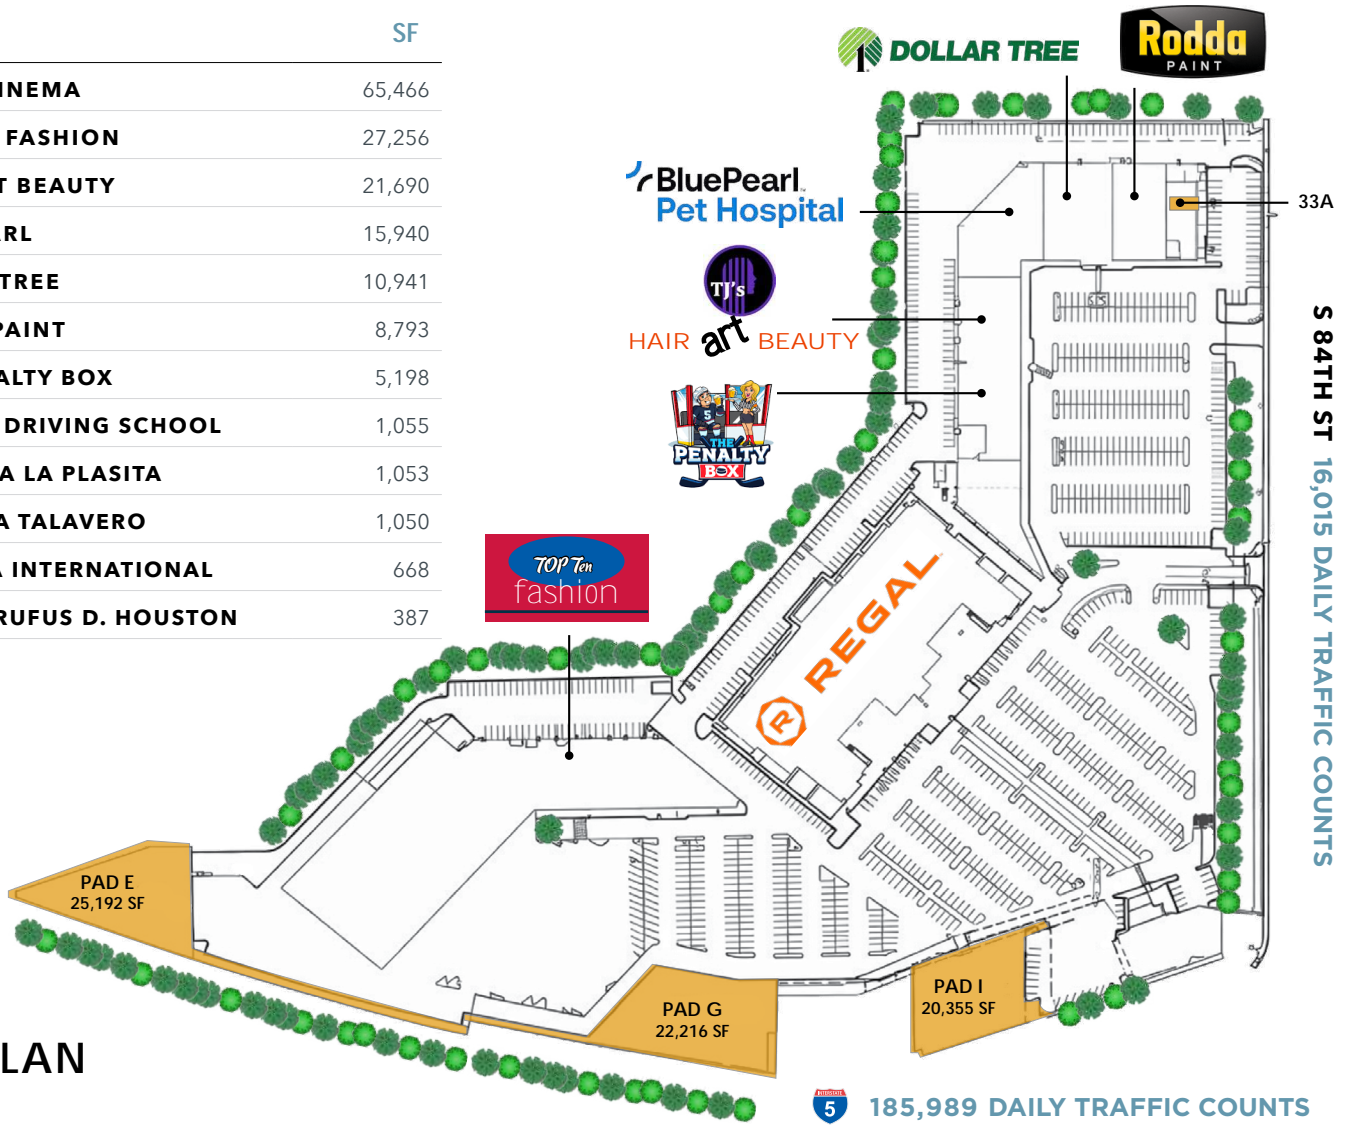 SF
INEMA 65,466
FASHION 27,256
T BEAUTY 21,690
RL 15,940
TREE 10,941
PAINT 8,793
ALTY BOX 5,198
DRIVING SCHOOL 1,055
A LA PLASITA 1,053
A TALAVERO 1,050
A INTERNATIONAL 668
RUFUS D. HOUSTON 387
DOLLAR TREE
Rodda
PAINT
BluePearl
Pet Hospital
33A
TJ's
HAIR art BEAUTY
5
THE
PENALTY
BOX
TOP Ten
fashion
R REGAL
S 84TH ST 16,015 DAILY TRAFFIC COUNTS
PAD E
25,192 SF
PAD G
22,216 SF
PAD I
20,355 SF
LAN
INTERSTATE
5 185,989 DAILY TRAFFIC COUNTS